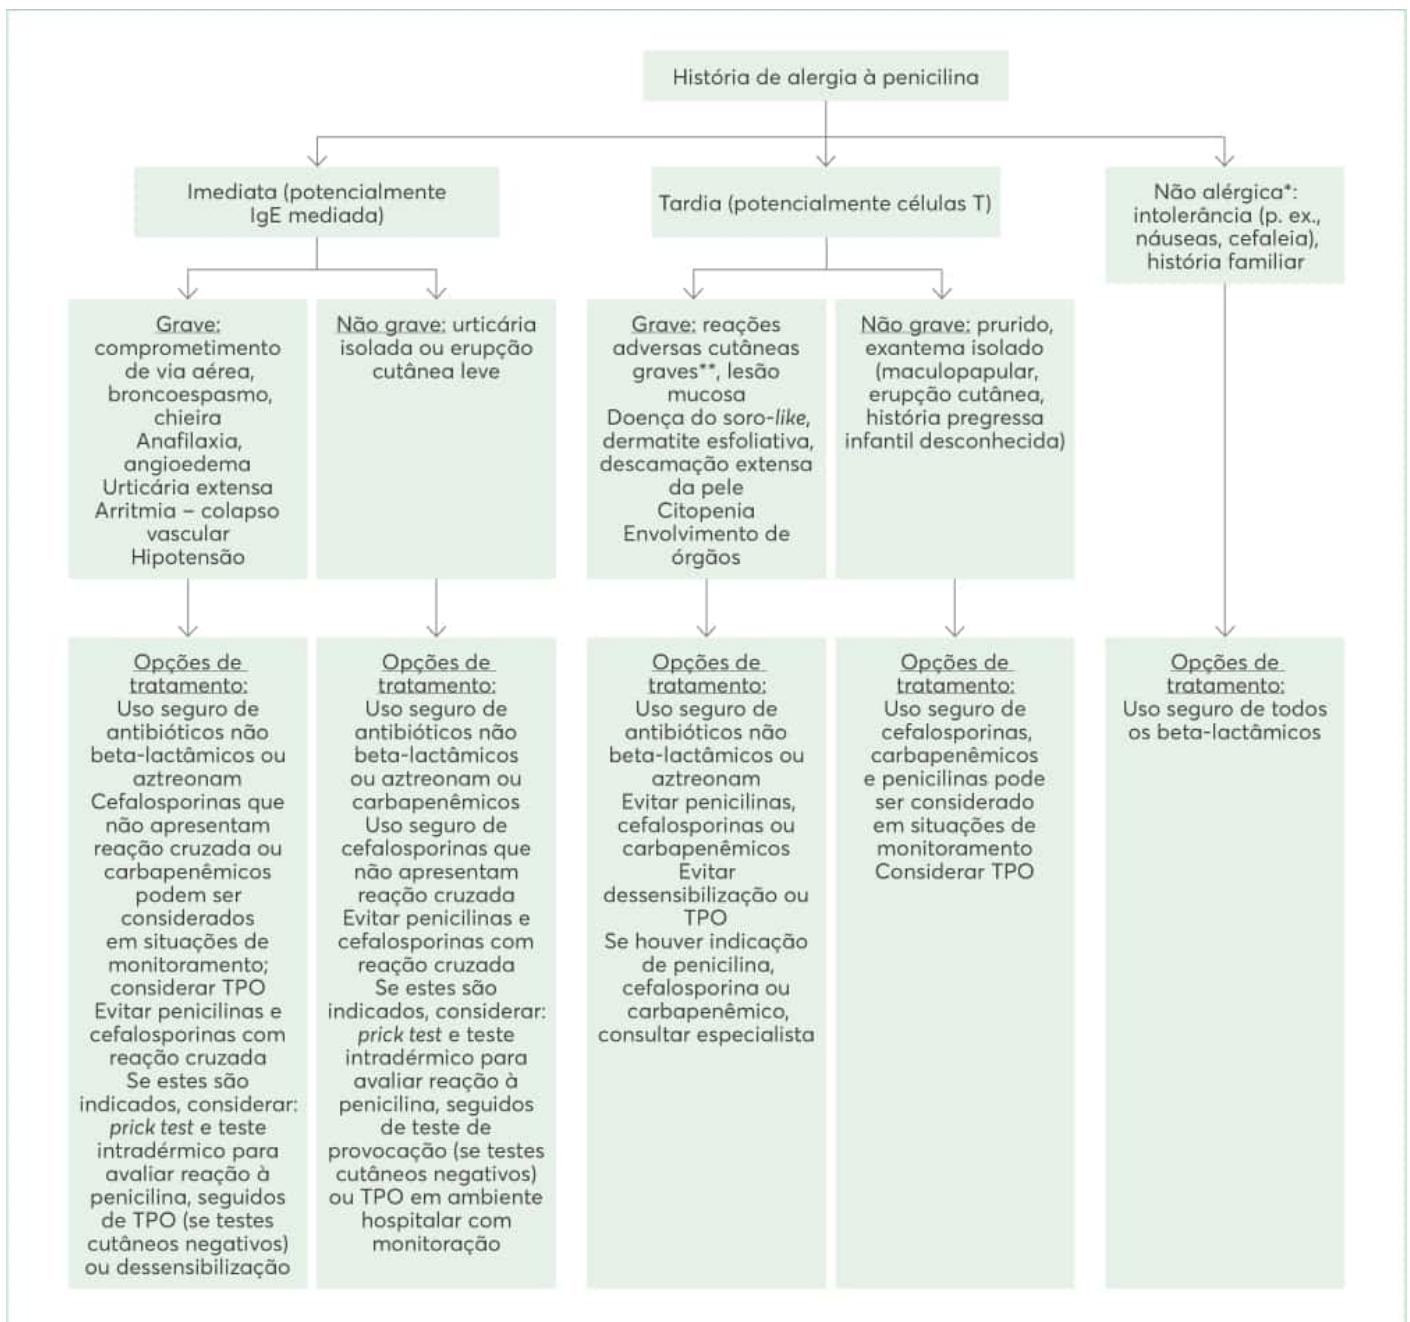 História de alergia à penicilina
Imediata (potencialmente
IgE mediada)
Tardia (potencialmente células T)
Não alérgica*:
intolerância (p. ex.,
náuseas, cefaleia),
história familiar
Grave:
comprometimento
de via aérea,
broncoespasmo,
chieira
Anafilaxia,
angioedema
Urticária extensa
Arritmia – colapso
vascular
Hipotensão
Não grave: urticária
isolada ou erupção
cutânea leve
Grave: reações
adversas cutâneas
graves**, lesão
mucosa
Doença do soro-like,
dermatite esfoliativa,
descamação extensa
da pele
Citopenia
Envolvimento de
órgãos
Não grave: prurido,
exantema isolado
(maculopapular,
erupção cutânea,
história pregressa
infantil desconhecida)
Opções de
tratamento:
Uso seguro de
antibióticos não
beta-lactâmicos ou
aztreonam
Cefalosporinas que
não apresentam
reação cruzada ou
carbapenêmicos
podem ser
considerados
em situações de
monitoramento;
considerar TPO
Evitar penicilinas e
cefalosporinas com
reação cruzada
Se estes são
indicados, considerar:
prick test e teste
intradérmico para
avaliar reação à
penicilina, seguidos
de TPO (se testes
cutâneos negativos)
ou dessensibilização
Opções de
tratamento:
Uso seguro de
antibióticos não
beta-lactâmicos
ou aztreonam ou
carbapenêmicos
Uso seguro de
cefalosporinas que
não apresentam
reação cruzada
Evitar penicilinas e
cefalosporinas com
reação cruzada
Se estes são
indicados, considerar:
prick test e teste
intradérmico para
avaliar reação à
penicilina, seguidos
de teste de
provocação (se testes
cutâneos negativos)
ou TPO em ambiente
hospitalar com
monitoração
Opções de
tratamento:
Uso seguro de
antibióticos não
beta-lactâmicos ou
aztreonam
Evitar penicilinas,
cefalosporinas ou
carbapenêmicos
Evitar
dessensibilização ou
TPO
Se houver indicação
de penicilina,
cefalosporina ou
carbapenêmico,
consultar especialista
Opções de
tratamento:
Uso seguro de
cefalosporinas,
carbapenêmicos
e penicilinas pode
ser considerado
em situações de
monitoramento
Considerar TPO
Opções de
tratamento:
Uso seguro de todos
os beta-lactâmicos